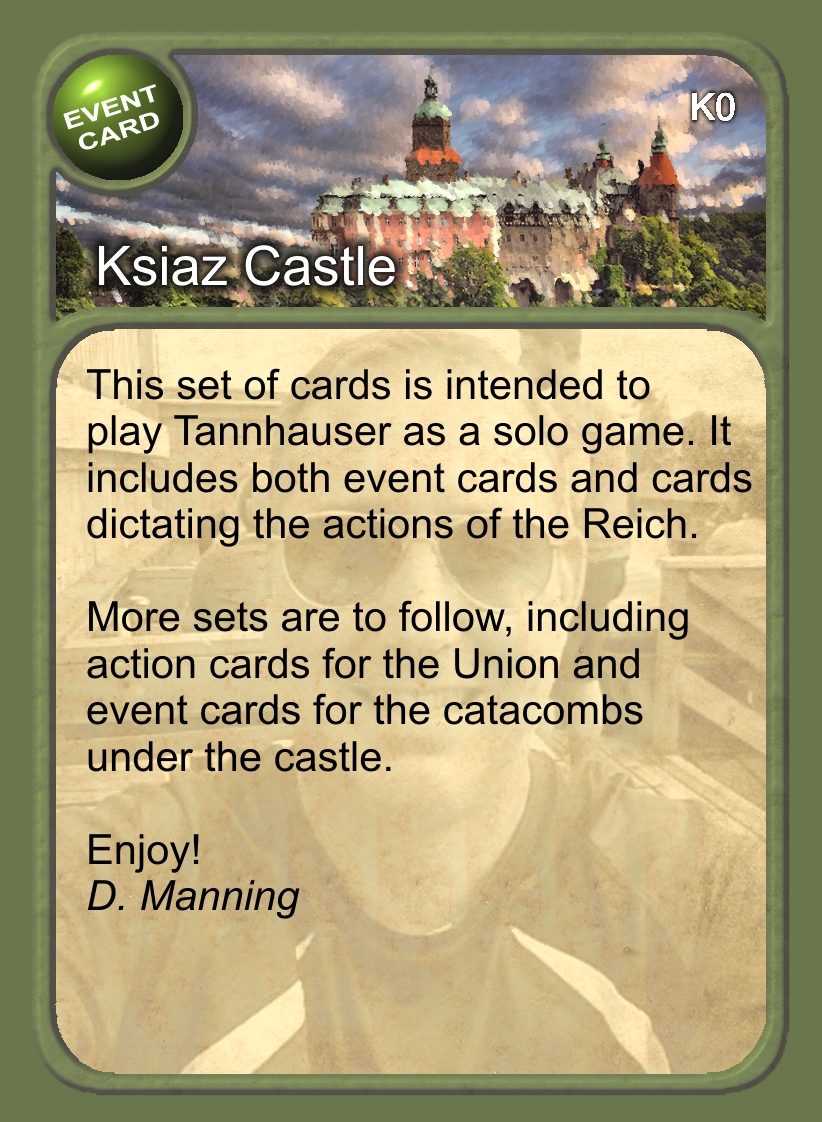 EVENT
CARD
K0
Ksiaz Castle
This set of cards is intended to
play Tannhauser as a solo game. It
includes both event cards and cards
dictating the actions of the Reich.
More sets are to follow, including
action cards for the Union and
event cards for the catacombs
under the castle.
Enjoy!
D. Manning